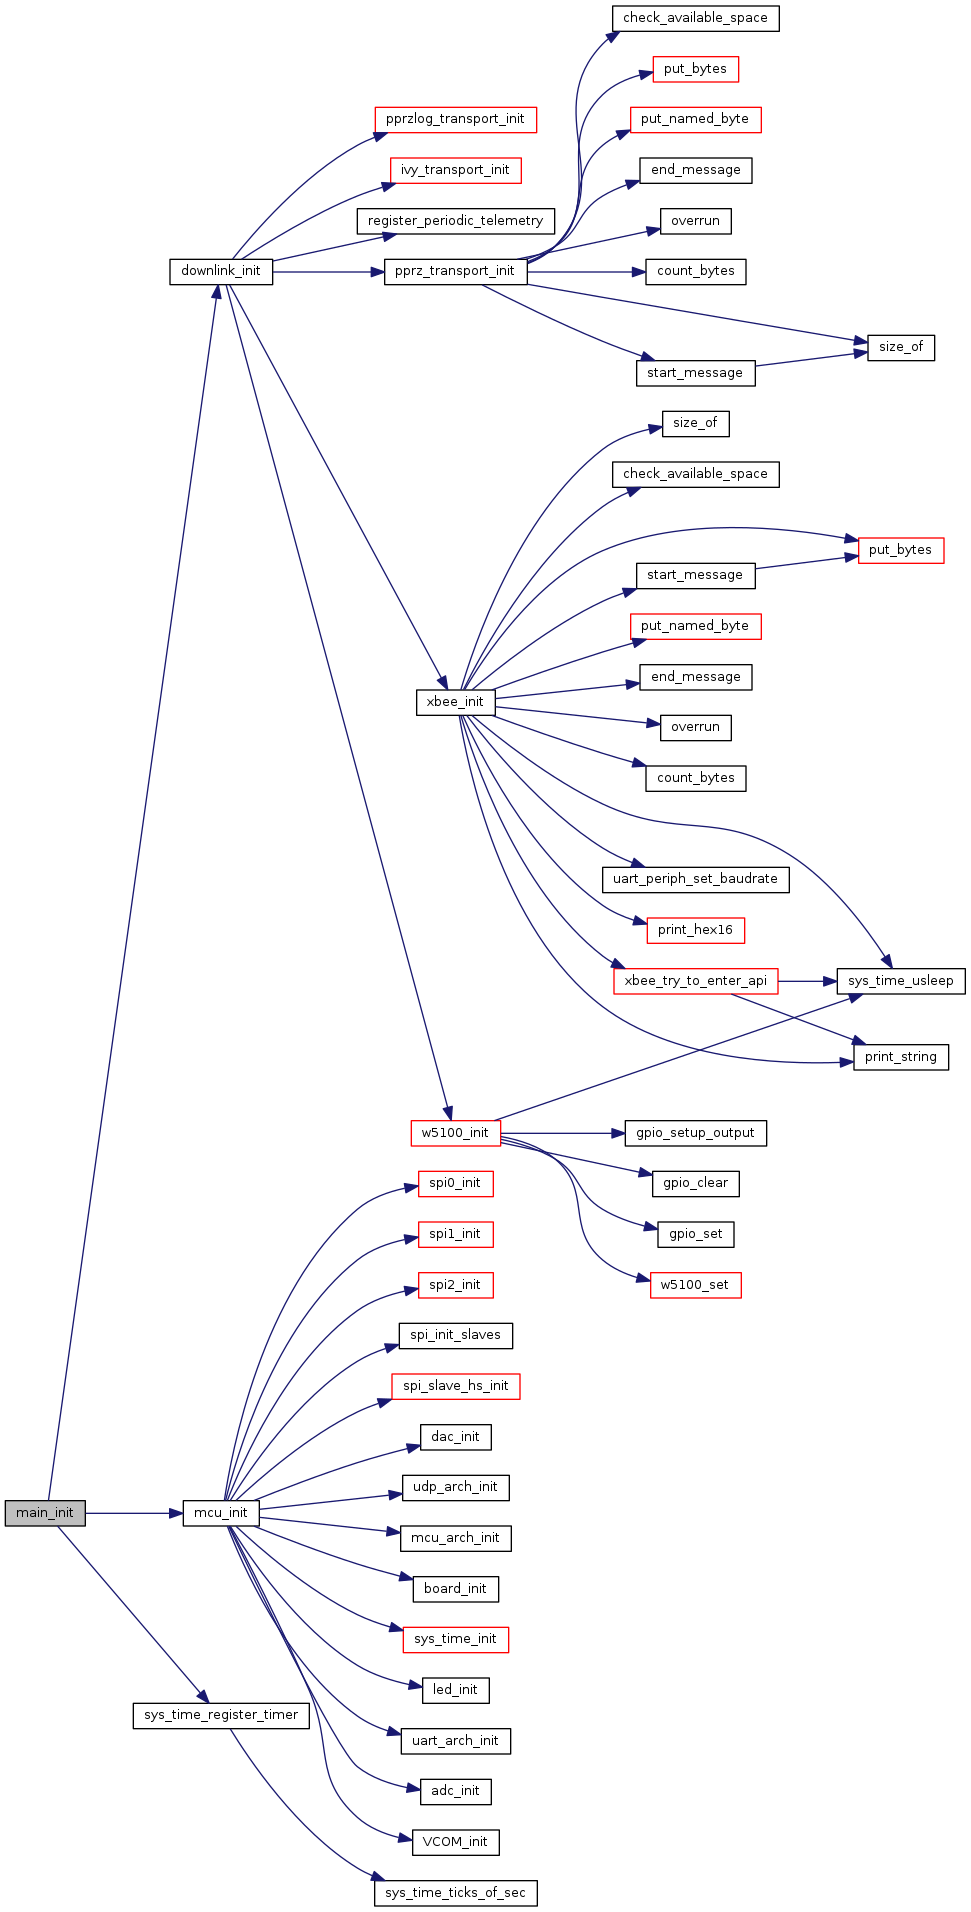 check_available_space
put_bytes
pprzlog_transport_init
put_named_byte
ivy_transport_init
end_message
register_periodic_telemetry
overrun
downlink_init
pprz_transport_init
count_bytes
size_of
start_message
size_of
check_available_space
put_bytes
start_message
put_named_byte
end_message
xbee_init
overrun
count_bytes
uart_periph_set_baudrate
print_hex16
xbee_try_to_enter_api
sys_time_usleep
print_string
w5100_init
gpio_setup_output
spi0_init
gpio_clear
spi1_init
gpio_set
spi2_init
w5100_set
spi_init_slaves
spi_slave_hs_init
dac_init
udp_arch_init
main_init
mcu_init
mcu_arch_init
board_init
sys_time_init
led_init
sys_time_register_timer
uart_arch_init
adc_init
VCOM_init
sys_time_ticks_of_sec